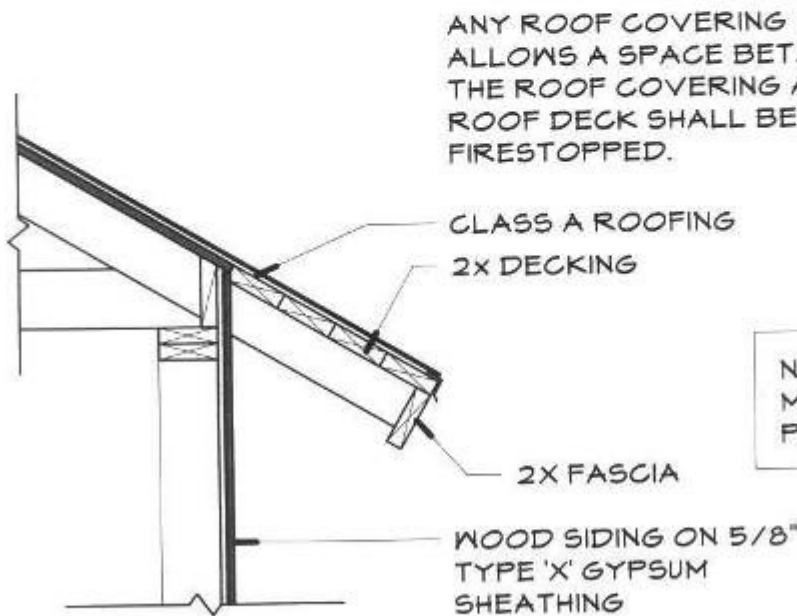 ANY ROOF COVERING
ALLOWS A SPACE BET
THE ROOF COVERING A
ROOF DECK SHALL BE
FIRESTOPPED.
CLASS A ROOFING
2x DECKING
N
M
P
2X FASCIA
WOOD SIDING ON 5/8"
TYPE 'X' GYPSUM
SHEATHING